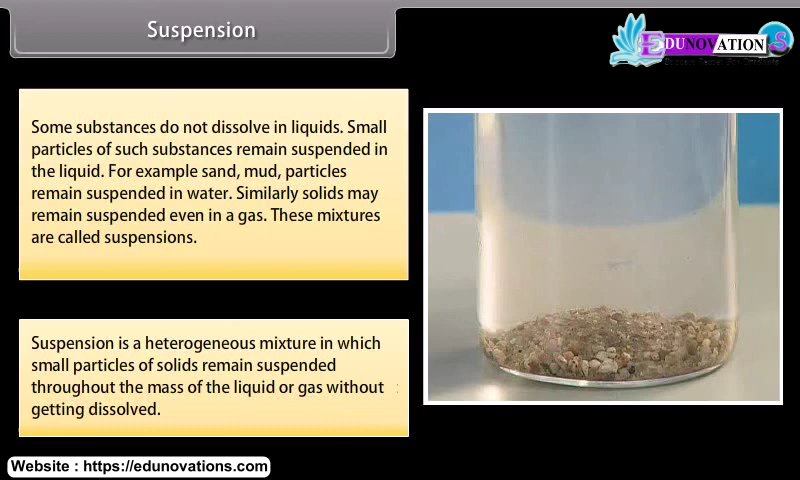 Suspension
EDUNOVATIONS
Some substances do not dissolve in liquids. Small
particles of such substances remain suspended in
the liquid. For example sand, mud, particles
remain suspended in water. Similarly solids may
remain suspended even in a gas. These mixtures
are called suspensions.
Suspension is a heterogeneous mixture in which
small particles of solids remain suspended
throughout the mass of the liquid or gas without
getting dissolved.
Website : https://edunovations.com